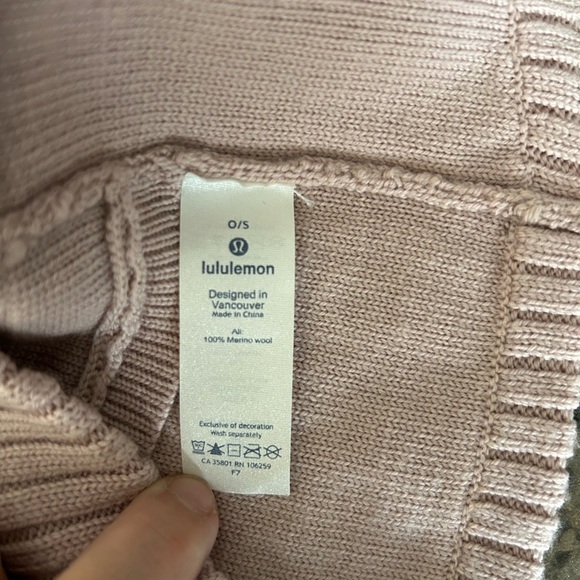 O/S
lululemon
Designed in
Vancouver
Made in China
All:
100% Merino wool
Exclusive of decoration
Wash separately
CA 35801 RN 106259
F7